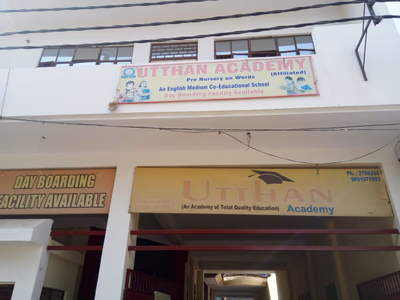 UTTHAN ACADEMY
(Affiliated)
Pre Nursery on Words
An English Medium Co-Educational School
Day Boarding Facility Available
DAY BOARDING
FACILITY AVAILABLE
UTTHAN
(An Academy of Total Quality Education) Academy